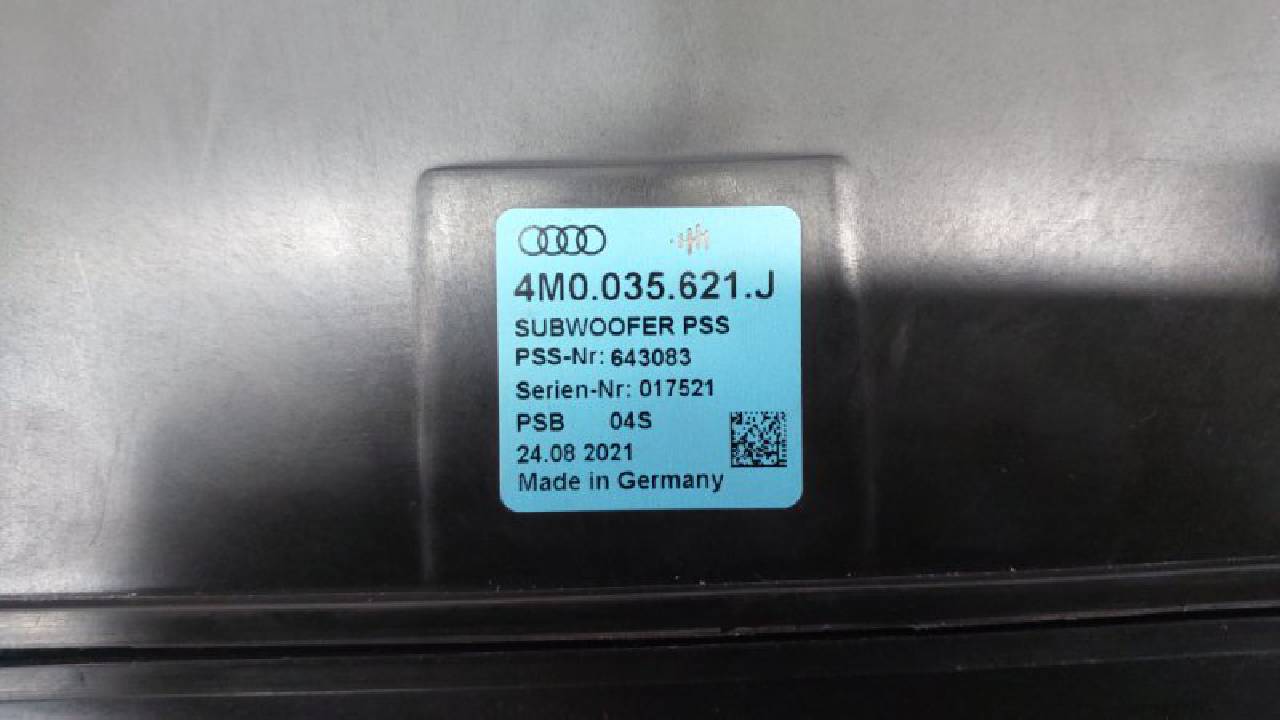 4M0.035.621.J
SUBWOOFER PSS
PSS-Nr: 643083
Serien-Nr: 017521
PSB 04S
24.08 2021
Made in Germany